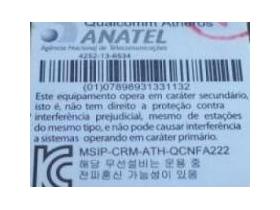 Qualcomm Atheros
ANATEL
Agência Nacional de Telecomunicações
4252-13-6534
(01)07898931331132
Este equipamento opera em caráter secundário,
isto é, não tem direito a proteção contra
interferência prejudicial, mesmo de estações
do mesmo tipo, e não pode causar interferência
a sistemas operando em caráter primário.
MSIP-CRM-ATH-QCNFA222
해당 무선설비는 운용 중
전파혼신 가능성이 있음